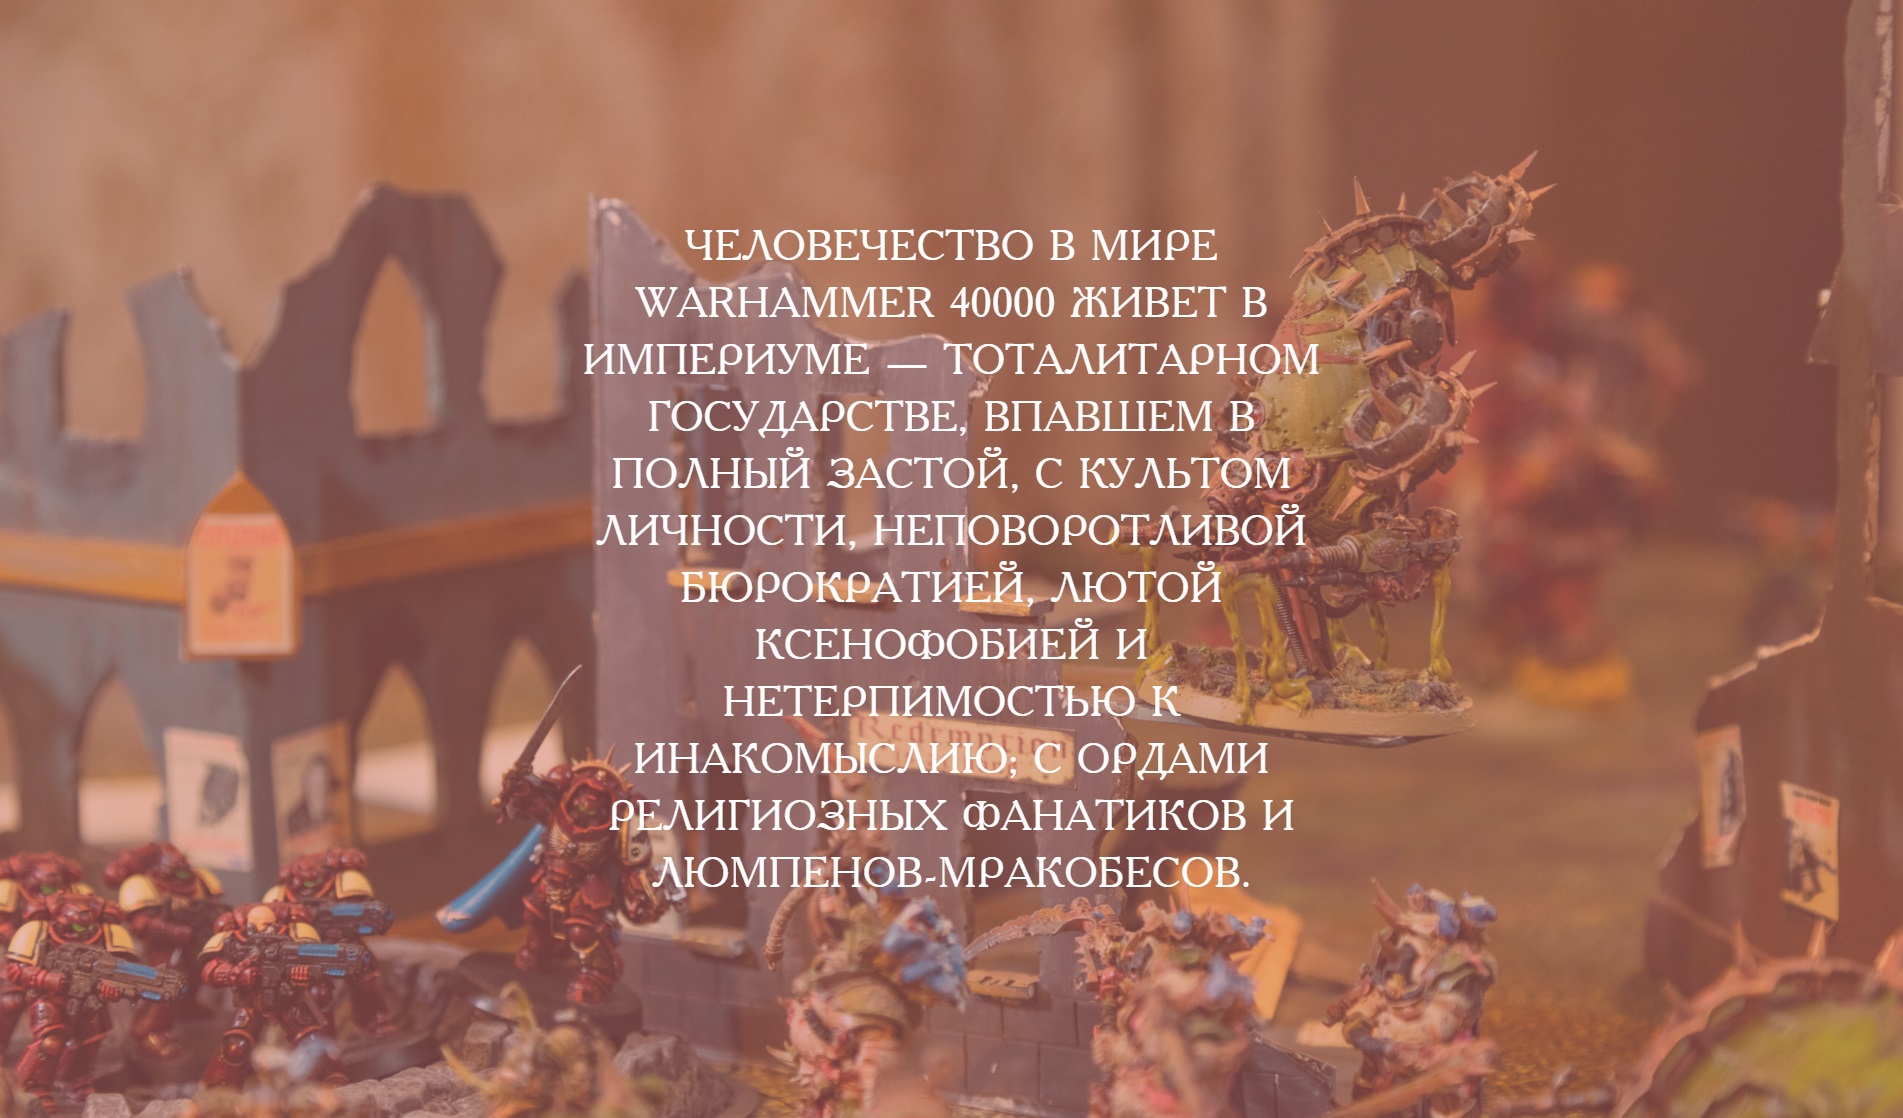 ЧЕЛОВЕЧЕСТВО В МИРЕ
WARHAMMER 40000 ЖИВЕТ В
ИМПЕРИУМЕ — ТОТАЛИТАРНОМ
ГОСУДАРСТВЕ, ВПАВШЕМ В
ПОЛНЫЙ ЗАСТОЙ, С КУЛЬТОМ
ЛИЧНОСТИ, НЕПОВОРОТЛИВОЙ
БЮРОКРАТИЕЙ, ЛЮТОЙ
КСЕНОФОБИЕЙ И
НЕТЕРПИМОСТЬЮ К
ИНАКОМЫСЛИЮ; С ОРДАМИ
РЕЛИГИОЗНЫХ ФАНАТИКОВ И
ЛЮМПЕНОВ-МРАКОБЕСОВ.
Redemption